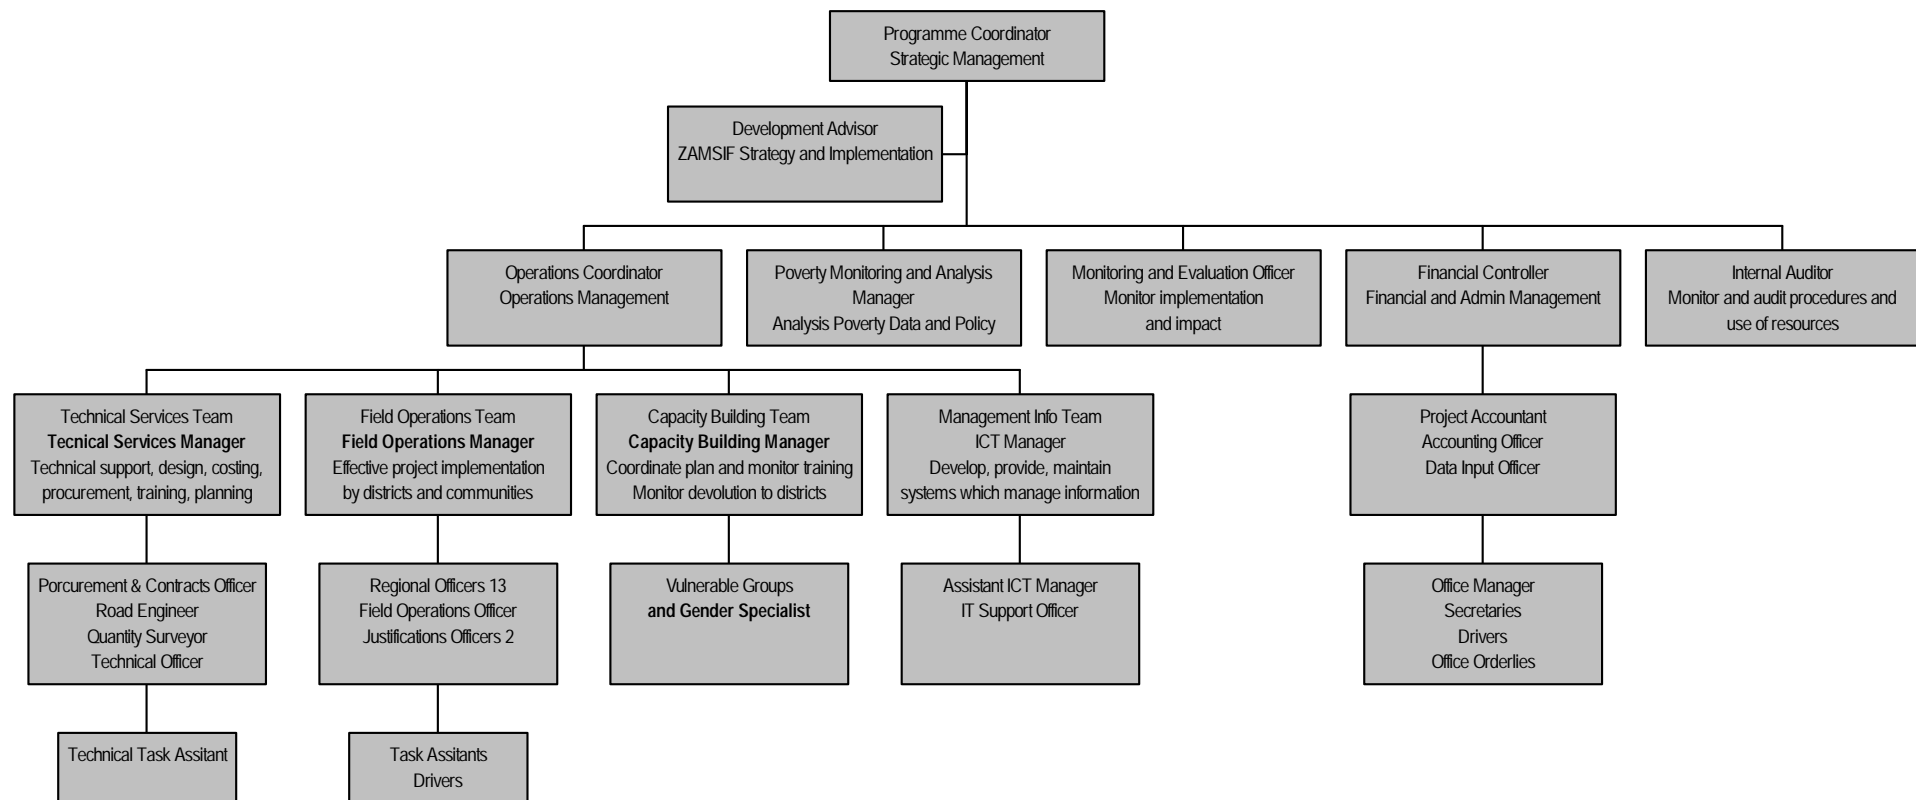 Programme Coordinator
Strategic Management
Development Advisor
ZAMSIF Strategy and Implementation
Operations Coordinator
Operations Management
Poverty Monitoring and Analysis
Manager
Analysis Poverty Data and Policy
Monitoring and Evaluation Officer
Monitor implementation
and impact
Financial Controller
Financial and Admin Management
Internal Auditor
Monitor and audit procedures and
use of resources
Technical Services Team
Tecnical Services Manager
Technical support, design, costing,
procurement, training, planning
Field Operations Team
Field Operations Manager
Effective project implementation
by districts and communities
Capacity Building Team
Capacity Building Manager
Coordinate plan and monitor training
Monitor devolution to districts
Management Info Team
ICT Manager
Develop, provide, maintain
systems which manage information
Project Accountant
Accounting Officer
Data Input Officer
Porcurement & Contracts Officer
Road Engineer
Quantity Surveyor
Technical Officer
Regional Officers 13
Field Operations Officer
Justifications Officers 2
Vulnerable Groups
and Gender Specialist
Assistant ICT Manager
IT Support Officer
Office Manager
Secretaries
Drivers
Office Orderlies
Technical Task Assitant
Task Assitants
Drivers